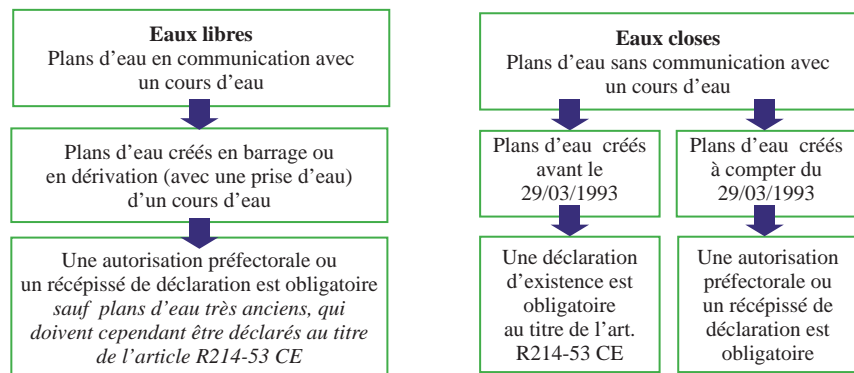 Eaux libres
Plans d'eau en communication avec
un cours d'eau
Plans d'eau créés en barrage ou
en dérivation (avec une prise d'eau)
d'un cours d'eau
Une autorisation préfectorale ou
un récépissé de déclaration est obligatoire
sauf plans d'eau très anciens, qui
doivent cependant être déclarés au titre
de l'article R214-53 CE
Eaux closes
Plans d'eau sans communication avec
un cours d'eau
Plans d'eau créés
avant le
29/03/1993
Une déclaration
d'existence est
obligatoire
au titre de l'art.
R214-53 CE
Plans d'eau créés
à compter du
29/03/1993
Une autorisation
préfectorale ou
un récépissé de
déclaration est
obligatoire